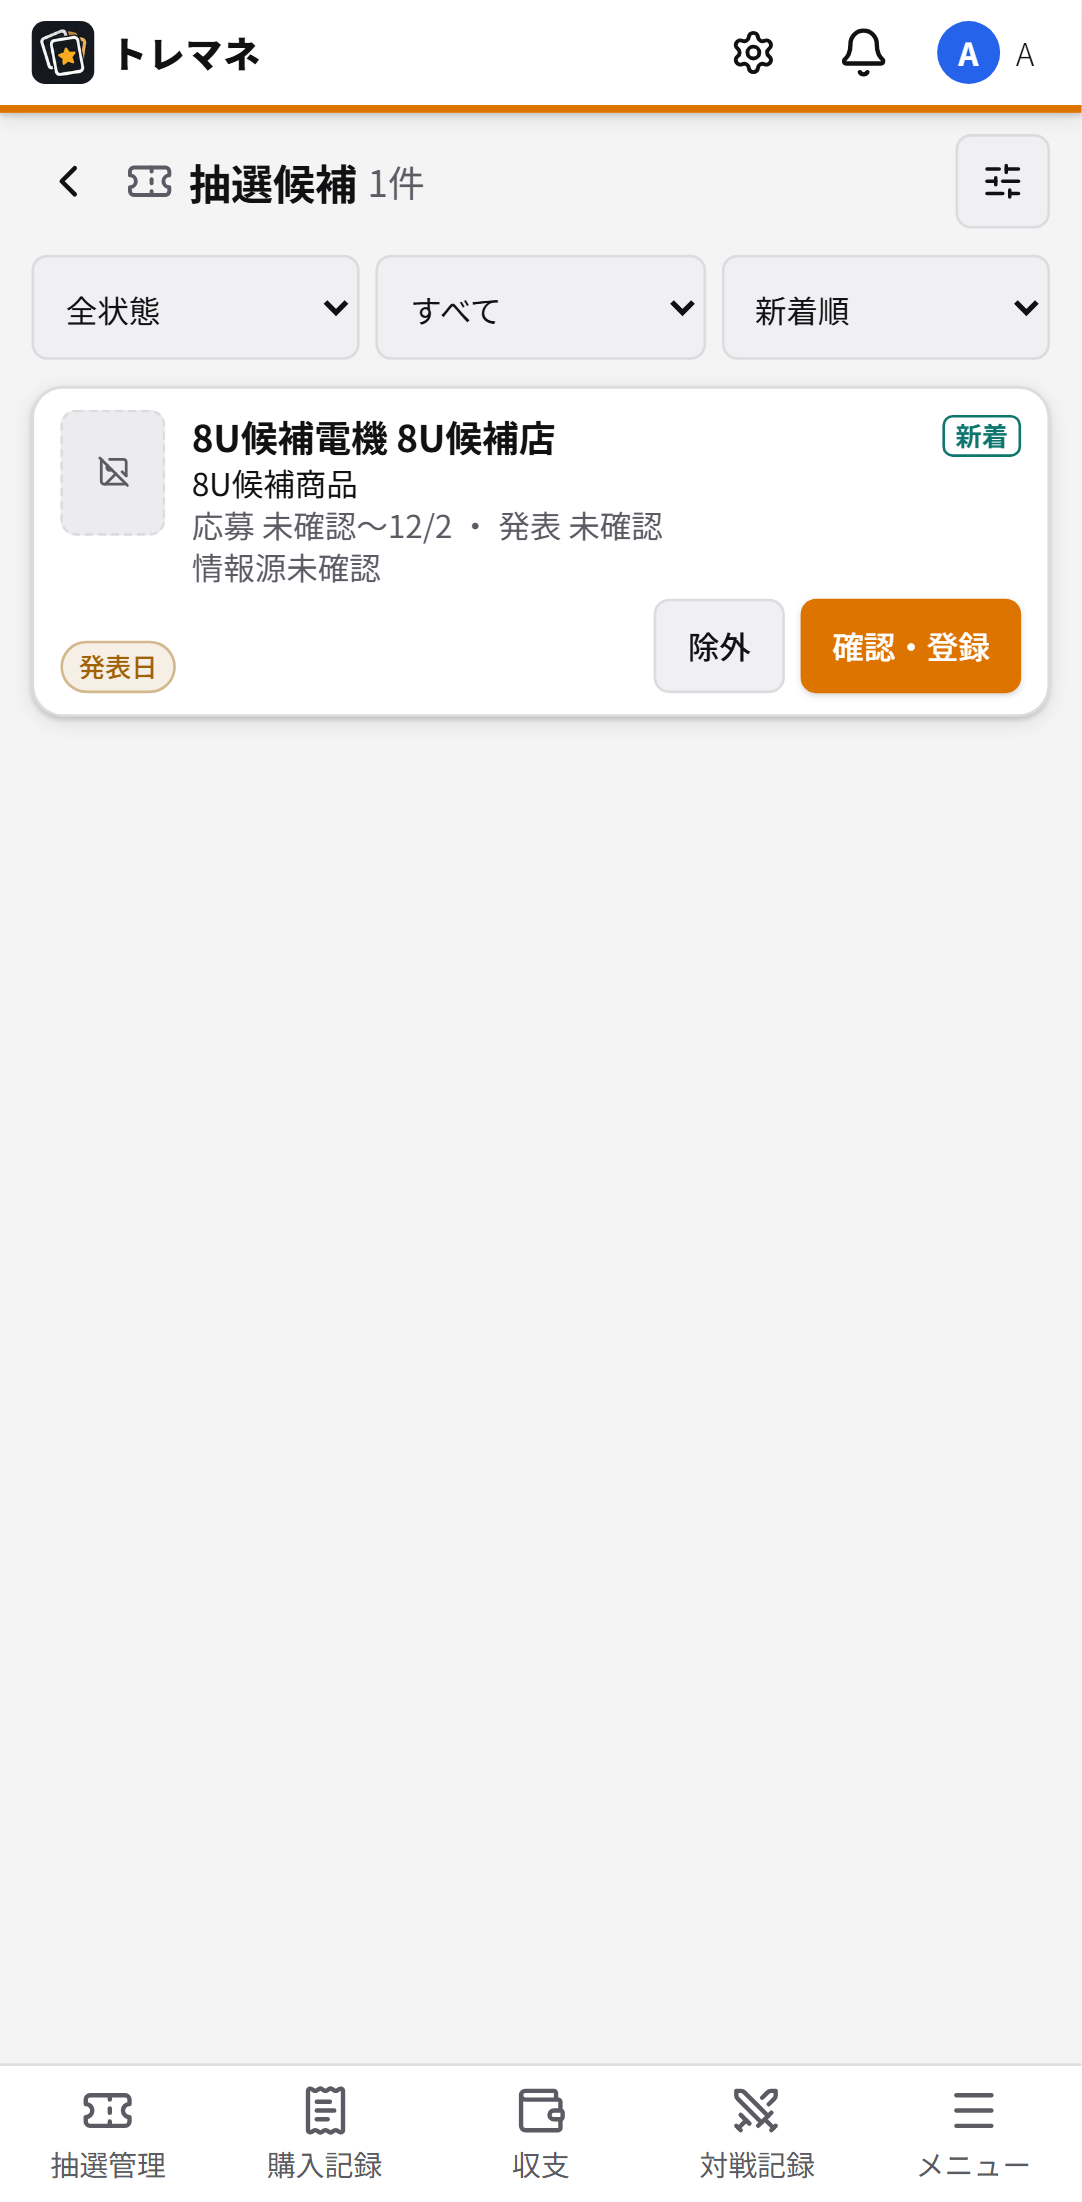 トレマネ
A A
抽選候補 1件
全状態 すべて 新着順
8U候補電機 8U候補店 新着
8U候補商品
応募 未確認〜12/2 ・ 発表 未確認
情報源未確認
発表日 除外 確認・登録
抽選管理 購入記録 収支 対戦記録 メニュー